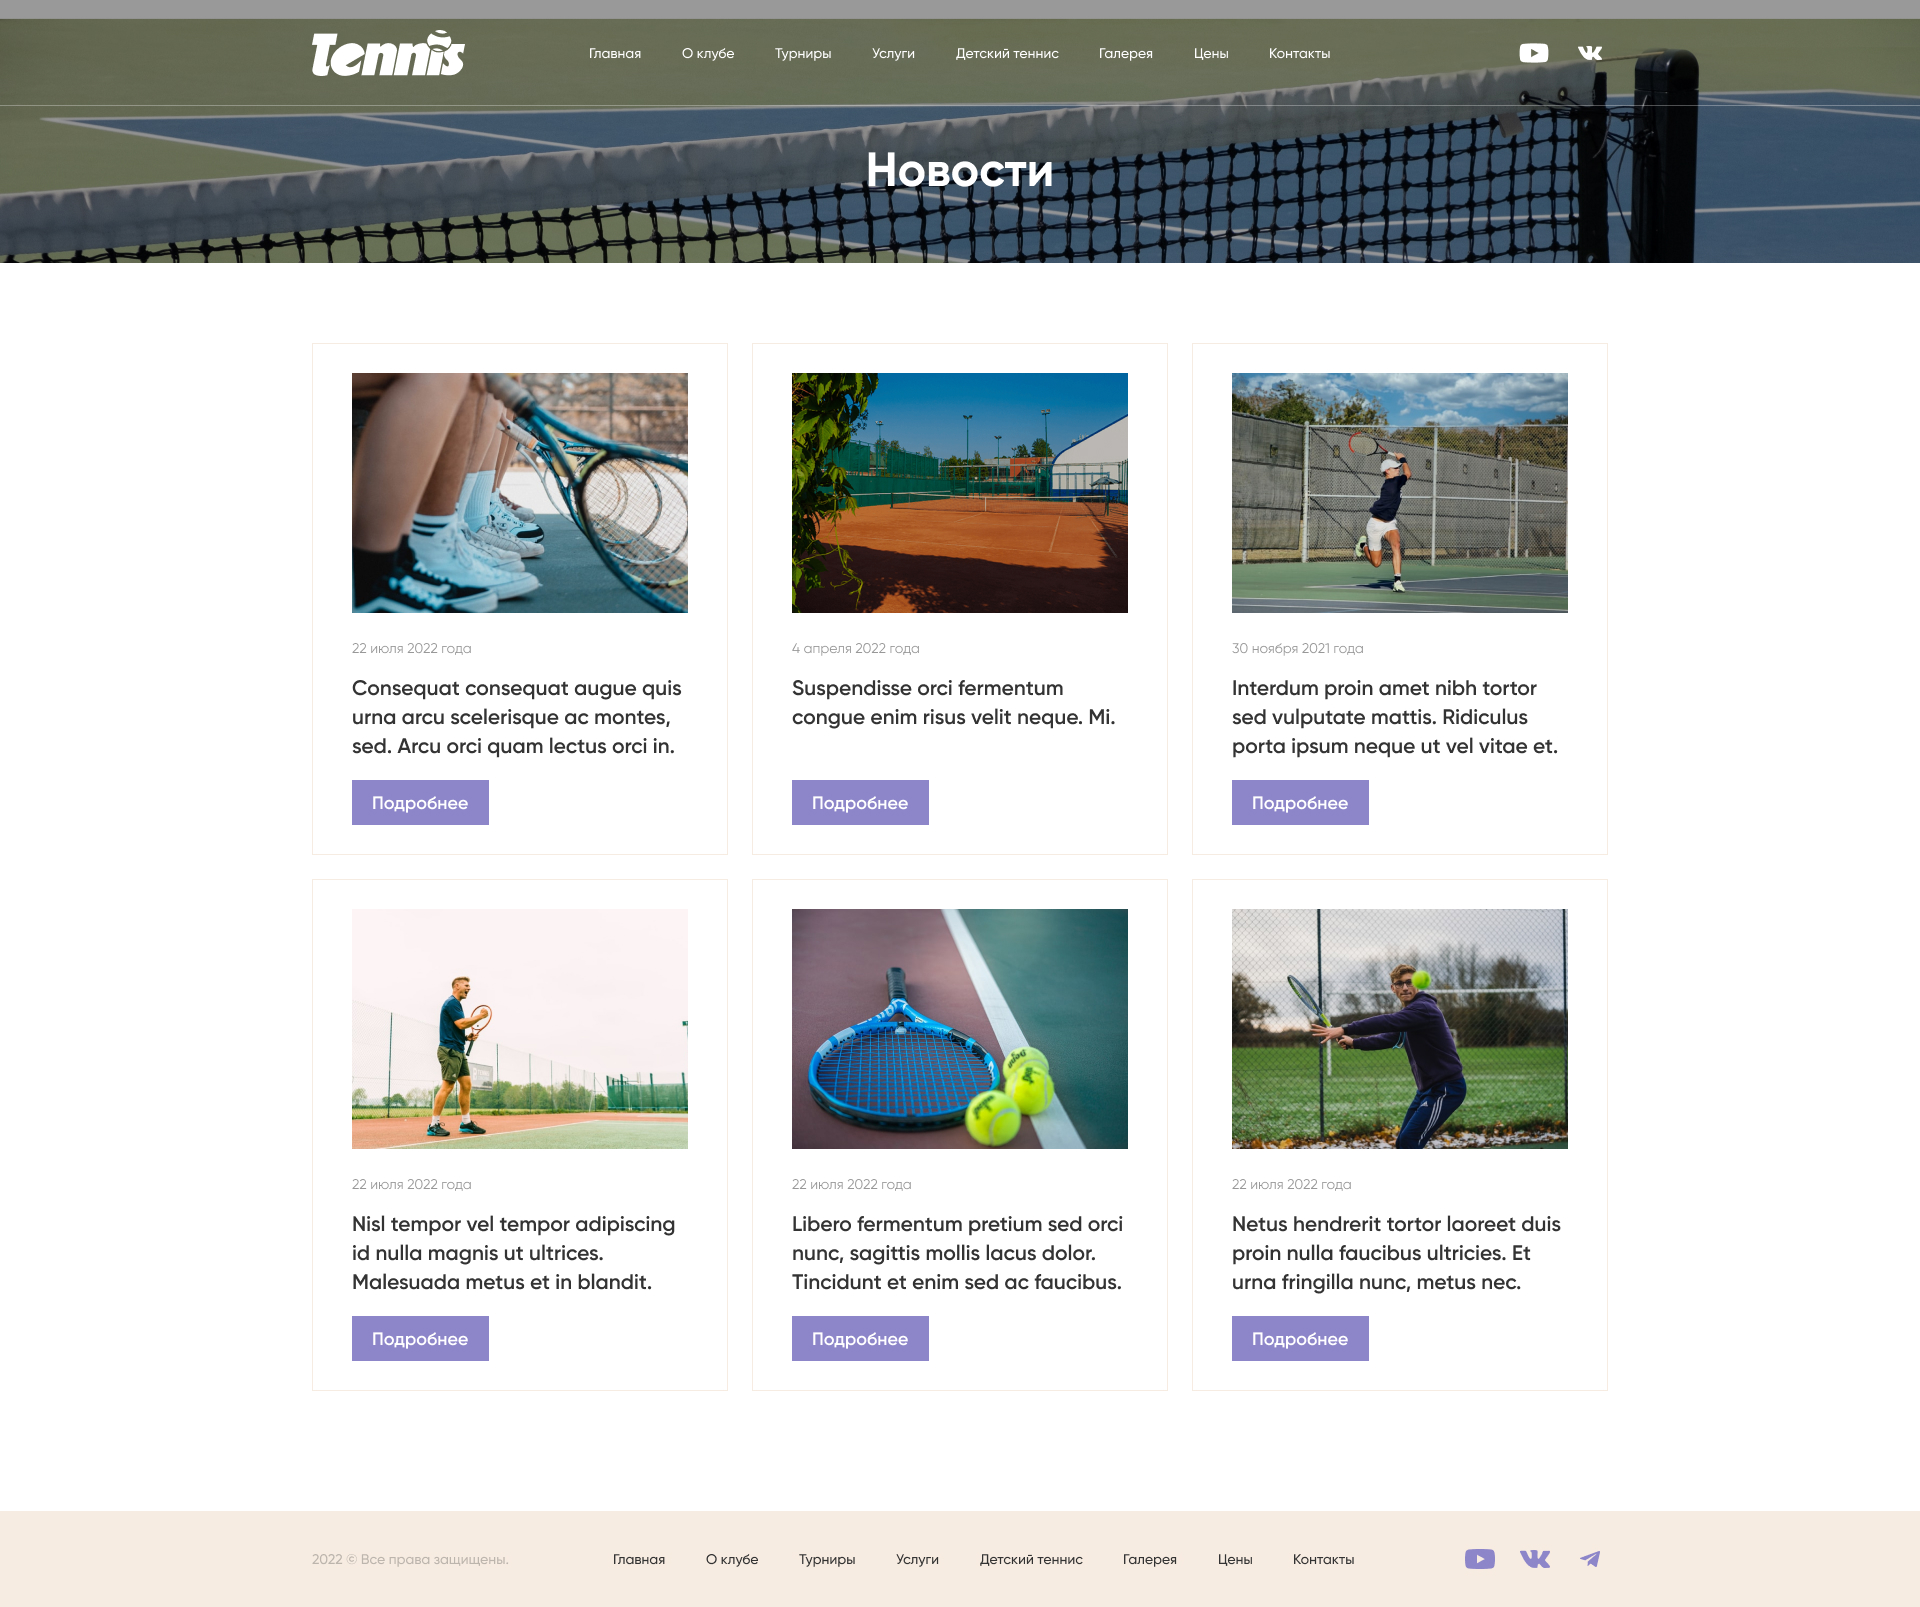 Tennis
Главная О клубе Турниры Услуги Детский теннис Галерея Цены Контакты
Новости
22 июля 2022 года
Consequat consequat augue quis
urna arcu scelerisque ac montes,
sed. Arcu orci quam lectus orci in.
Подробнее
4 апреля 2022 года
Suspendisse orci fermentum
congue enim risus velit neque. Mi.
Подробнее
30 ноября 2021 года
Interdum proin amet nibh tortor
sed vulputate mattis. Ridiculus
porta ipsum neque ut vel vitae et.
Подробнее
22 июля 2022 года
Nisl tempor vel tempor adipiscing
id nulla magnis ut ultrices.
Malesuada metus et in blandit.
Подробнее
22 июля 2022 года
Libero fermentum pretium sed orci
nunc, sagittis mollis lacus dolor.
Tincidunt et enim sed ac faucibus.
Подробнее
22 июля 2022 года
Netus hendrerit tortor laoreet duis
proin nulla faucibus ultricies. Et
urna fringilla nunc, metus nec.
Подробнее
2022 © Все права защищены.
Главная О клубе Турниры Услуги Детский теннис Галерея Цены Контакты